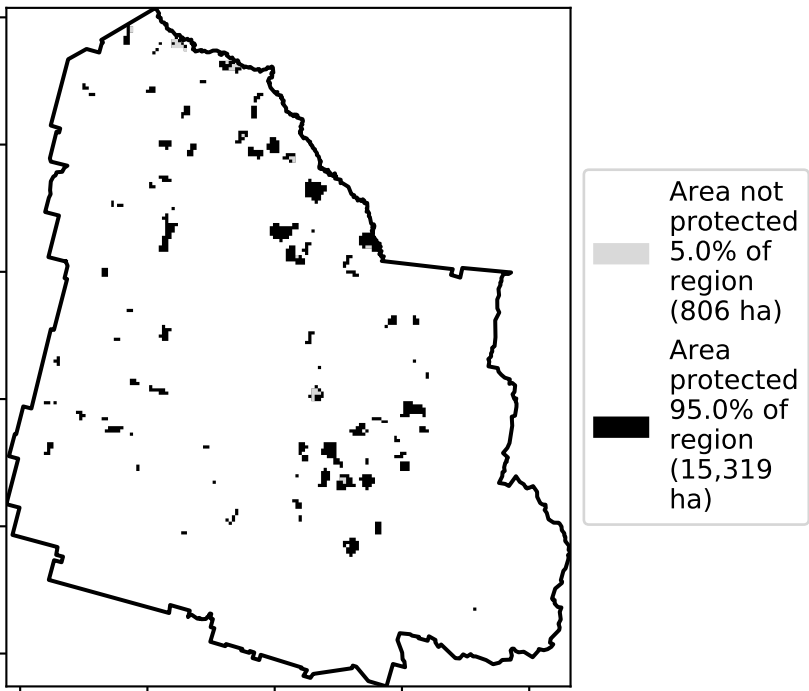 Area not
protected
5.0% of
region
(806 ha)
Area
protected
95.0% of
region
(15,319
ha)